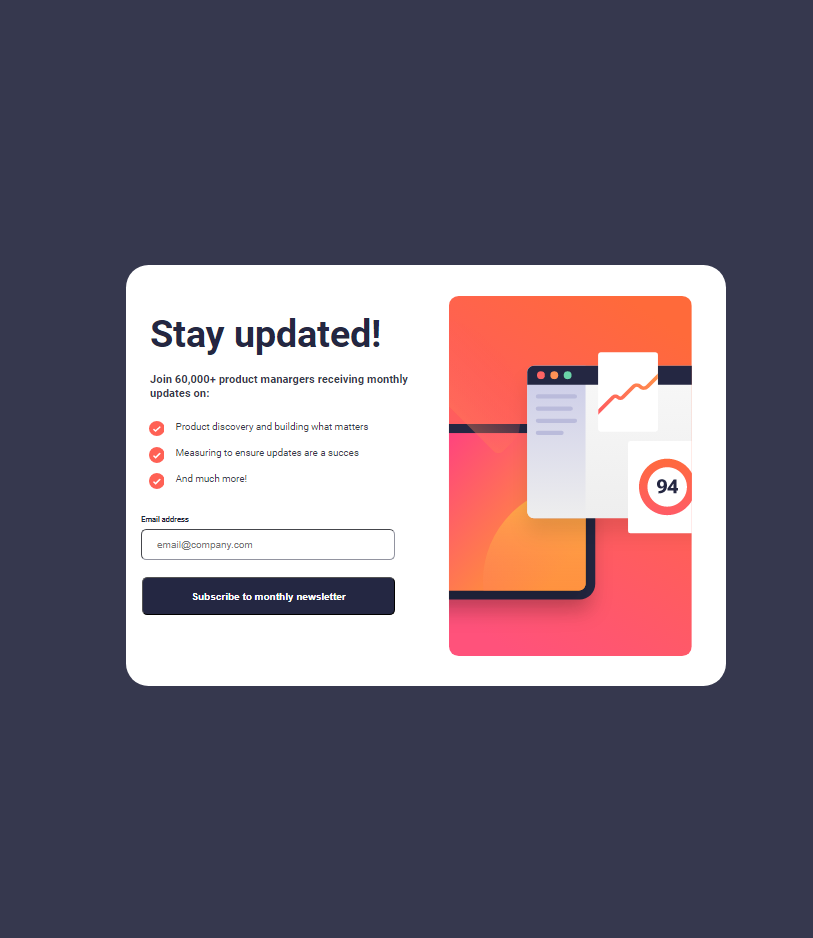 Stay updated!
Join 60,000+ product manargers receiving monthly
updates on:
Product discovery and building what matters
Measuring to ensure updates are a succes
And much more!
Email address
email@company.com
Subscribe to monthly newsletter
94